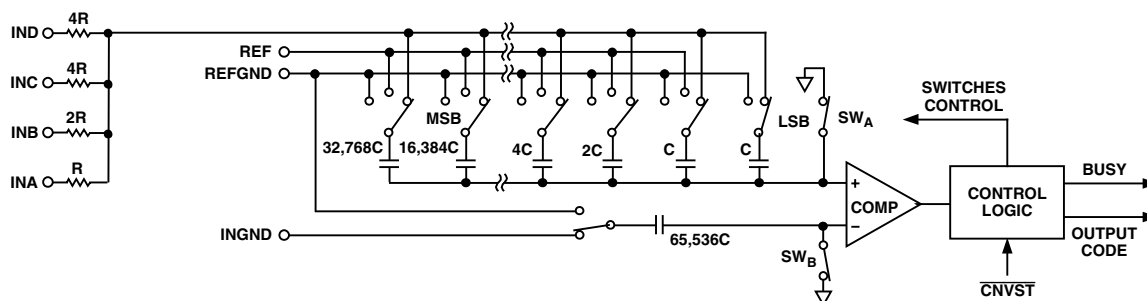 IND
4R
INC
4R
INB
2R
INA
R
REF
REFGND
MSB
32,768C
16,384C
4C
2C
C
C
LSB
SWA
SWITCHES
CONTROL
+
COMP
−
CONTROL
LOGIC
BUSY
OUTPUT
CODE
INGND
65,536C
SWB
CNVST